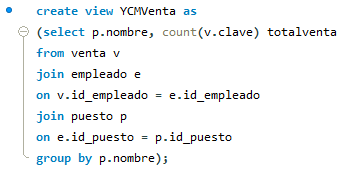 create view YCMVenta as
(select p.nombre, count(v.clave) totalventa
from venta v
join empleado e
on v.id_empleado = e.id_empleado
join puesto p
on e.id_puesto = p.id_puesto
group by p.nombre);